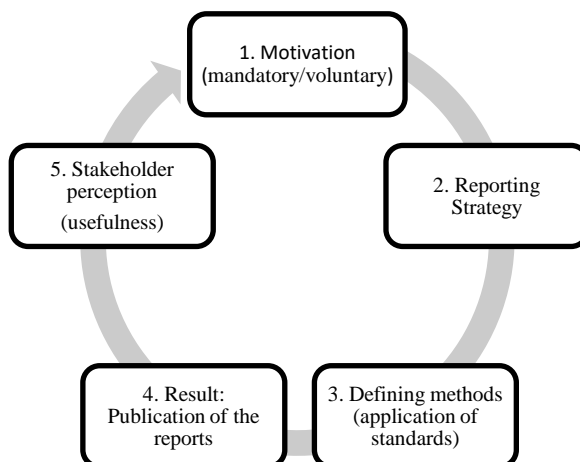 1. Motivation
(mandatory/voluntary)
2. Reporting
Strategy
3. Defining methods
(application of
standards)
4. Result:
Publication of the
reports
5. Stakeholder
perception
(usefulness)